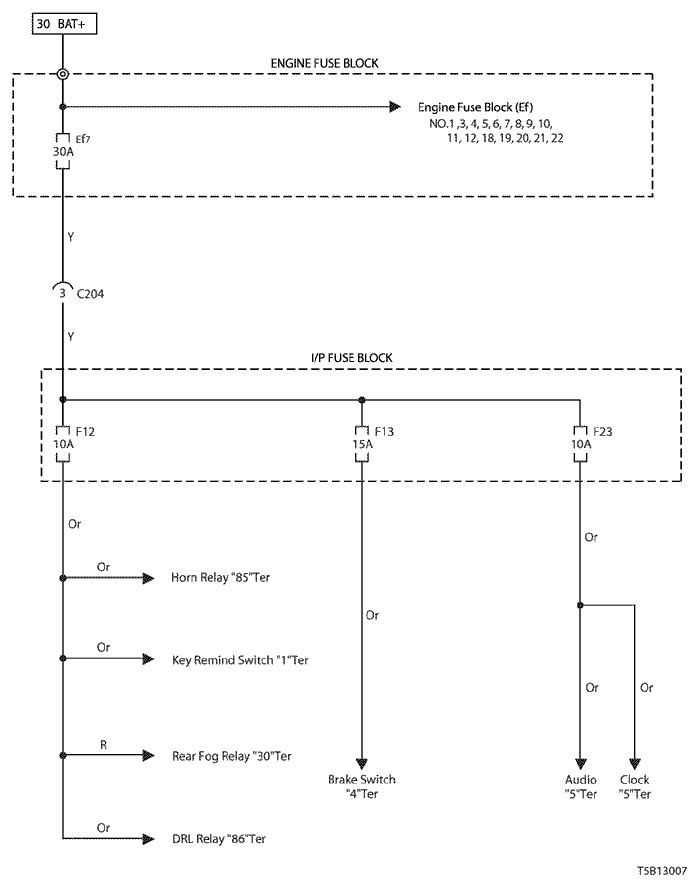 30 BAT+
ENGINE FUSE BLOCK
Engine Fuse Block (Ef)
NO.1 ,3, 4, 5, 6, 7, 8, 9, 10,
11, 12, 18, 19, 20, 21, 22
Ef7
30A
Y
3 C204
Y
I/P FUSE BLOCK
F12
10A
F13
15A
F23
10A
Or
Or
Or Horn Relay "85"Ter
Or
Or Key Remind Switch "1"Ter
Or Or
R Rear Fog Relay "30"Ter
Brake Switch
"4"Ter
Audio
"5"Ter
Clock
"5"Ter
Or DRL Relay "86"Ter
T5B13007